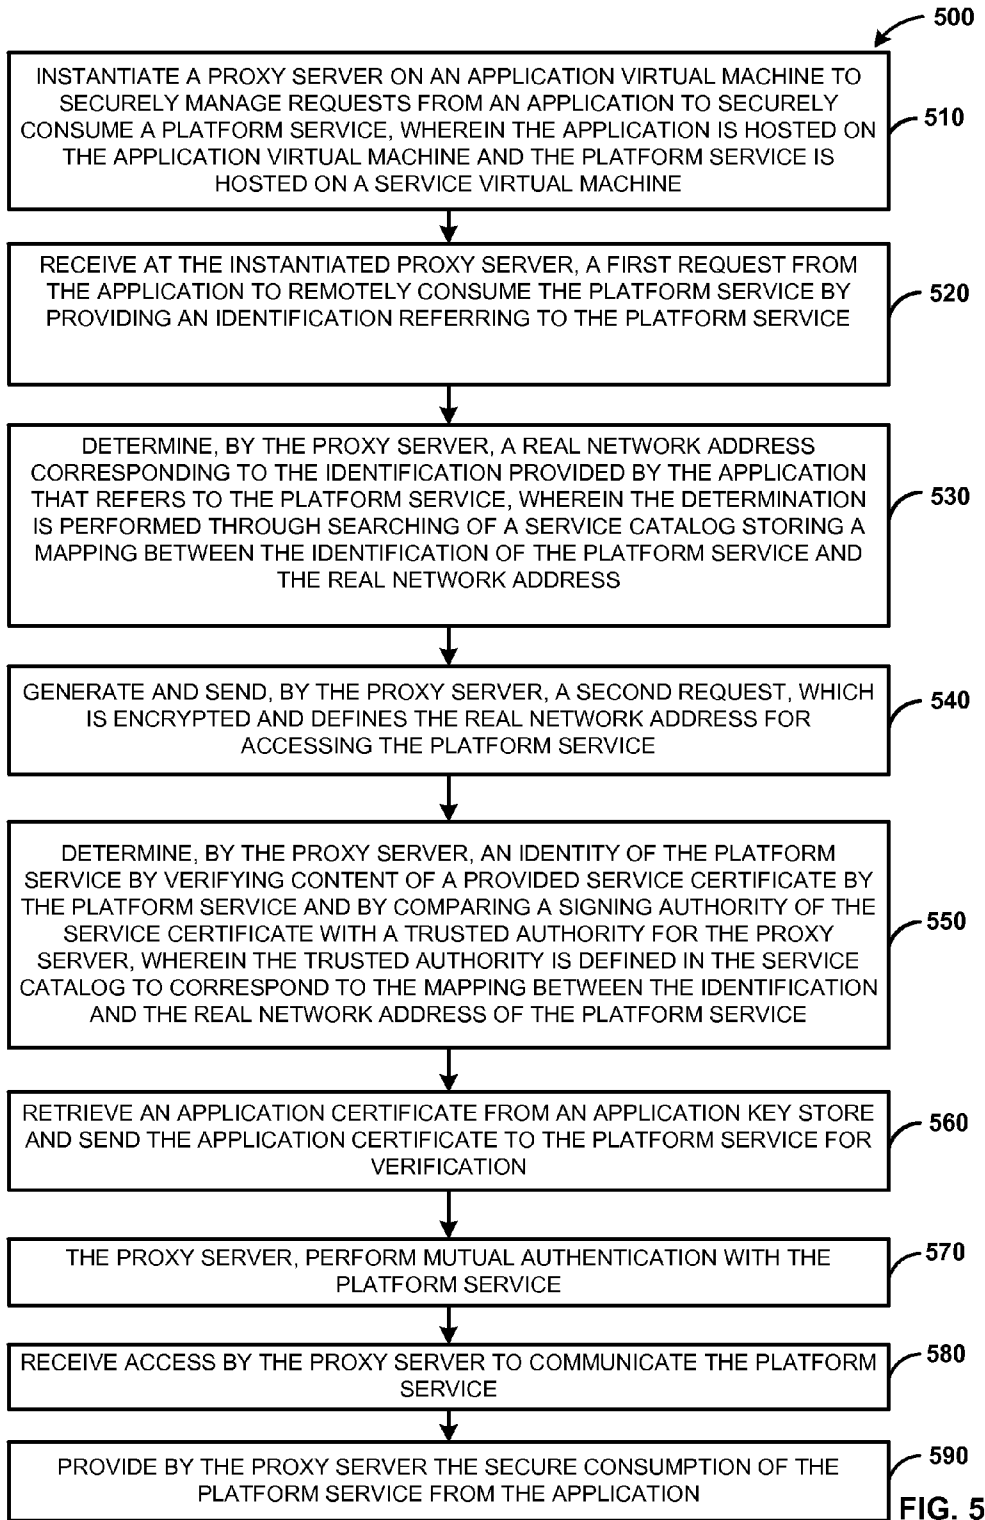 500
INSTANTIATE A PROXY SERVER ON AN APPLICATION VIRTUAL MACHINE TO
SECURELY MANAGE REQUESTS FROM AN APPLICATION TO SECURELY
CONSUME A PLATFORM SERVICE, WHEREIN THE APPLICATION IS HOSTED ON
THE APPLICATION VIRTUAL MACHINE AND THE PLATFORM SERVICE IS
HOSTED ON A SERVICE VIRTUAL MACHINE
510
RECEIVE AT THE INSTANTIATED PROXY SERVER, A FIRST REQUEST FROM
THE APPLICATION TO REMOTELY CONSUME THE PLATFORM SERVICE BY
PROVIDING AN IDENTIFICATION REFERRING TO THE PLATFORM SERVICE
520
DETERMINE, BY THE PROXY SERVER, A REAL NETWORK ADDRESS
CORRESPONDING TO THE IDENTIFICATION PROVIDED BY THE APPLICATION
THAT REFERS TO THE PLATFORM SERVICE, WHEREIN THE DETERMINATION
IS PERFORMED THROUGH SEARCHING OF A SERVICE CATALOG STORING A
MAPPING BETWEEN THE IDENTIFICATION OF THE PLATFORM SERVICE AND
THE REAL NETWORK ADDRESS
530
GENERATE AND SEND, BY THE PROXY SERVER, A SECOND REQUEST, WHICH
IS ENCRYPTED AND DEFINES THE REAL NETWORK ADDRESS FOR
ACCESSING THE PLATFORM SERVICE
540
DETERMINE, BY THE PROXY SERVER, AN IDENTITY OF THE PLATFORM
SERVICE BY VERIFYING CONTENT OF A PROVIDED SERVICE CERTIFICATE BY
THE PLATFORM SERVICE AND BY COMPARING A SIGNING AUTHORITY OF THE
SERVICE CERTIFICATE WITH A TRUSTED AUTHORITY FOR THE PROXY
SERVER, WHEREIN THE TRUSTED AUTHORITY IS DEFINED IN THE SERVICE
CATALOG TO CORRESPOND TO THE MAPPING BETWEEN THE IDENTIFICATION
AND THE REAL NETWORK ADDRESS OF THE PLATFORM SERVICE
550
RETRIEVE AN APPLICATION CERTIFICATE FROM AN APPLICATION KEY STORE
AND SEND THE APPLICATION CERTIFICATE TO THE PLATFORM SERVICE FOR
VERIFICATION
560
THE PROXY SERVER, PERFORM MUTUAL AUTHENTICATION WITH THE
PLATFORM SERVICE
570
RECEIVE ACCESS BY THE PROXY SERVER TO COMMUNICATE THE PLATFORM
SERVICE
580
PROVIDE BY THE PROXY SERVER THE SECURE CONSUMPTION OF THE
PLATFORM SERVICE FROM THE APPLICATION
590
FIG. 5